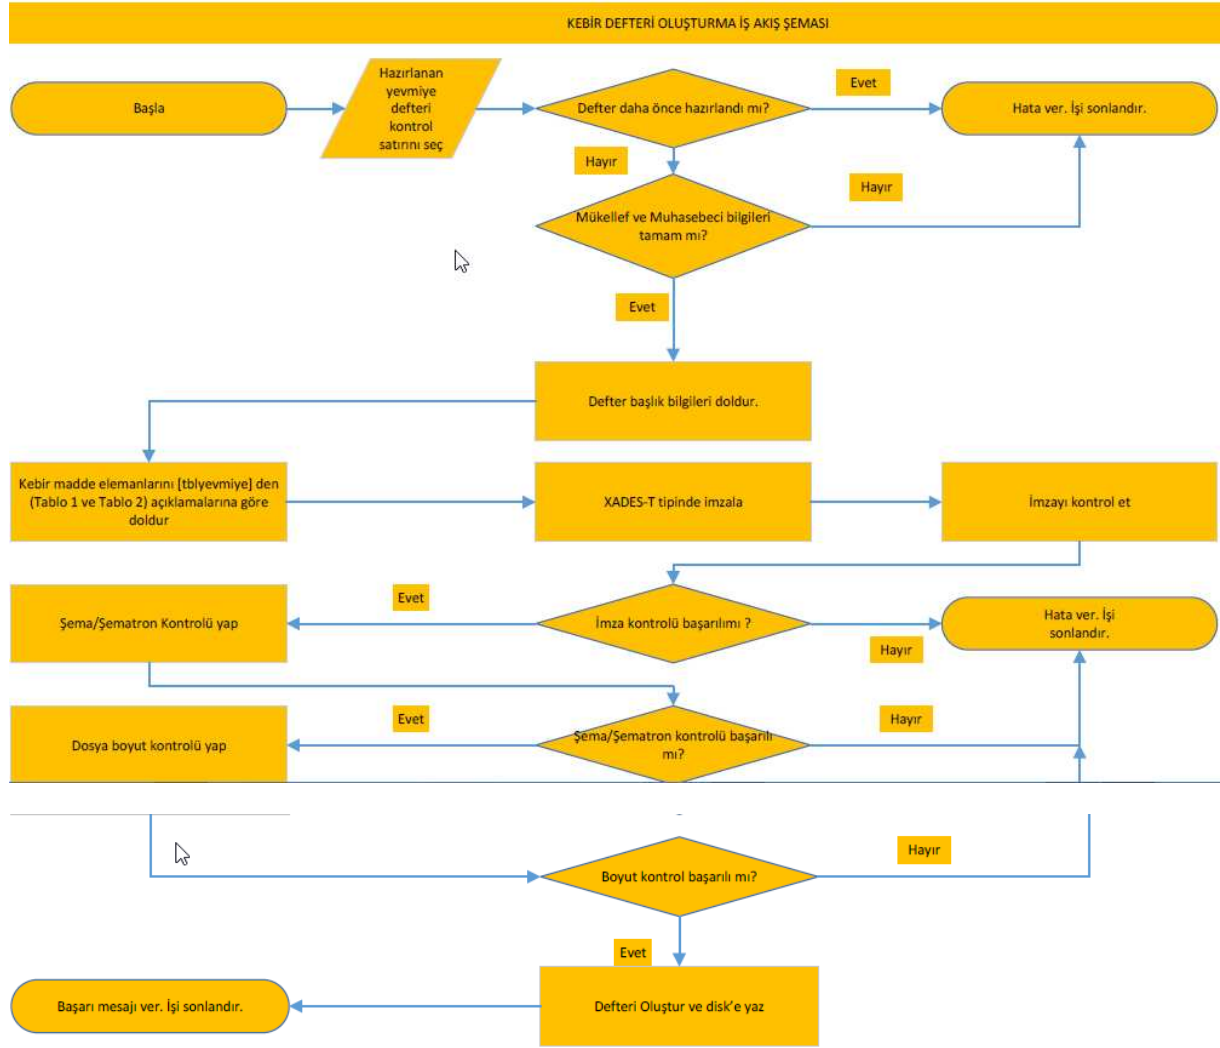 KEBİR DEFTERİ OLUŞTURMA İŞ AKIŞ ŞEMASI
Başla
Hazırlanan
yevmiye
defteri
kontrol
satırını seç
Defter daha önce hazırlandı mı?
Evet
Hata ver. İşi sonlandır.
Hayır
Mükellef ve Muhasebeci bilgileri
tamam mı?
Hayır
Evet
Defter başlık bilgileri doldur.
Kebir madde elemanlarını [tblyevmiye] den
(Tablo 1 ve Tablo 2) açıklamalarına göre
doldur
XADES-T tipinde imzala
İmzayı kontrol et
Şema/Şematron Kontrolü yap
Evet
İmza kontrolü başarılımı ?
Hayır
Hata ver. İşi
sonlandır.
Dosya boyut kontrolü yap
Evet
Şema/Şematron kontrolü başarılı
mı?
Hayır
Boyut kontrol başarılı mı?
Hayır
Evet
Defteri Oluştur ve disk’e yaz
Başarı mesajı ver. İşi sonlandır.